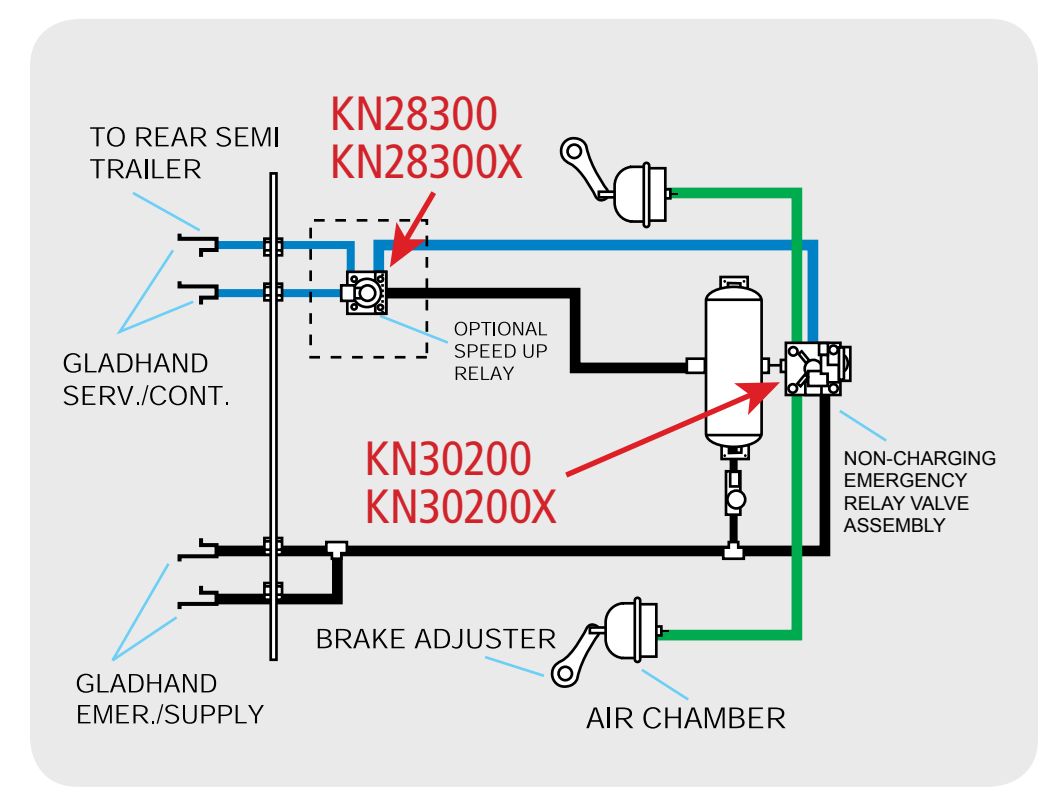 KN28300
KN28300X
TO REAR SEMI
TRAILER
OPTIONAL
SPEED UP
RELAY
GLADHAND
SERV./CONT.
KN30200
KN30200X
NON-CHARGING
EMERGENCY
RELAY VALVE
ASSEMBLY
BRAKE ADJUSTER
GLADHAND
EMER./SUPPLY
AIR CHAMBER